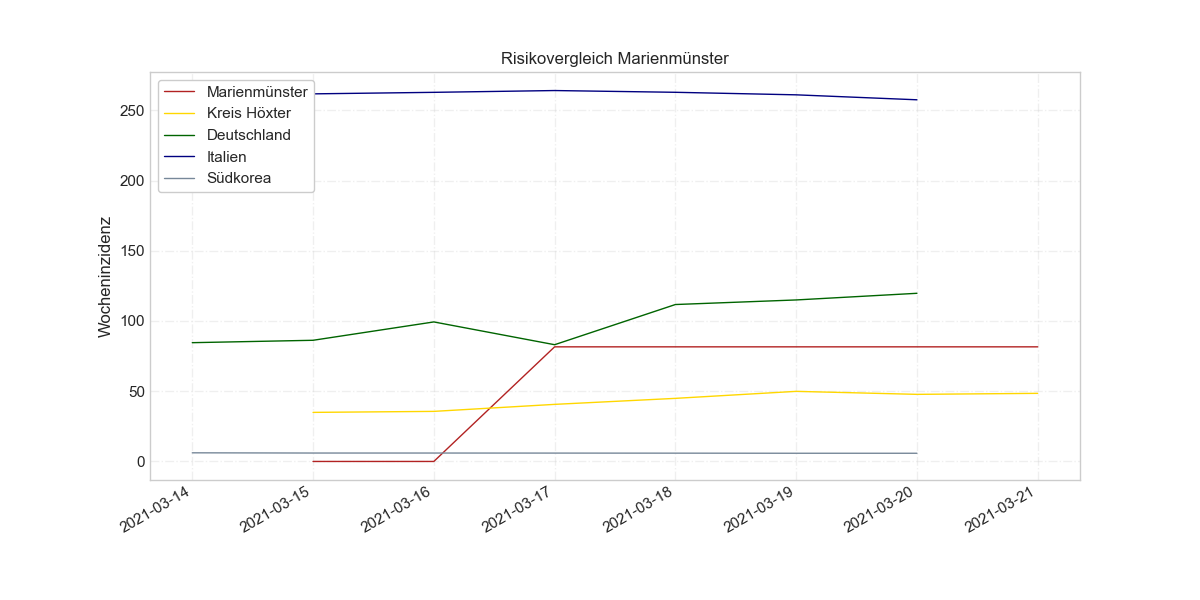 Risikovergleich Marienmünster
Marienmünster
Kreis Höxter
Deutschland
Italien
Südkorea
Wocheninzidenz
250
200
150
100
50
0
2021-03-14
2021-03-15
2021-03-16
2021-03-17
2021-03-18
2021-03-19
2021-03-20
2021-03-21